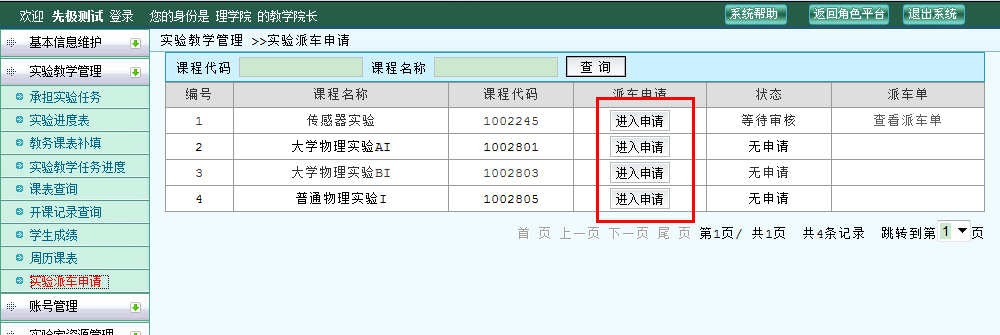 欢迎 先极测试 登录 您的身份是 理学院 的教学院长 系统帮助 返回角色平台 退出系统
基本信息维护
实验教学管理
承担实验任务
实验进度表
教务课表补填
实验教学任务进度
课表查询
开课记录查询
学生成绩
周历课表
实验派车申请
账号管理
实验室资源管理
实验教学管理 >>实验派车申请
课程代码 课程名称 查 询
编号 课程名称 课程代码 派车申请 状态 派车单
1 传感器实验 1002245 进入申请 等待审核 查看派车单
2 大学物理实验AI 1002801 进入申请 无申请
3 大学物理实验BI 1002803 进入申请 无申请
4 普通物理实验I 1002805 进入申请 无申请
首 页 上一页 下一页 尾 页 第1页/ 共1页 共4条记录 跳转到第 1 页